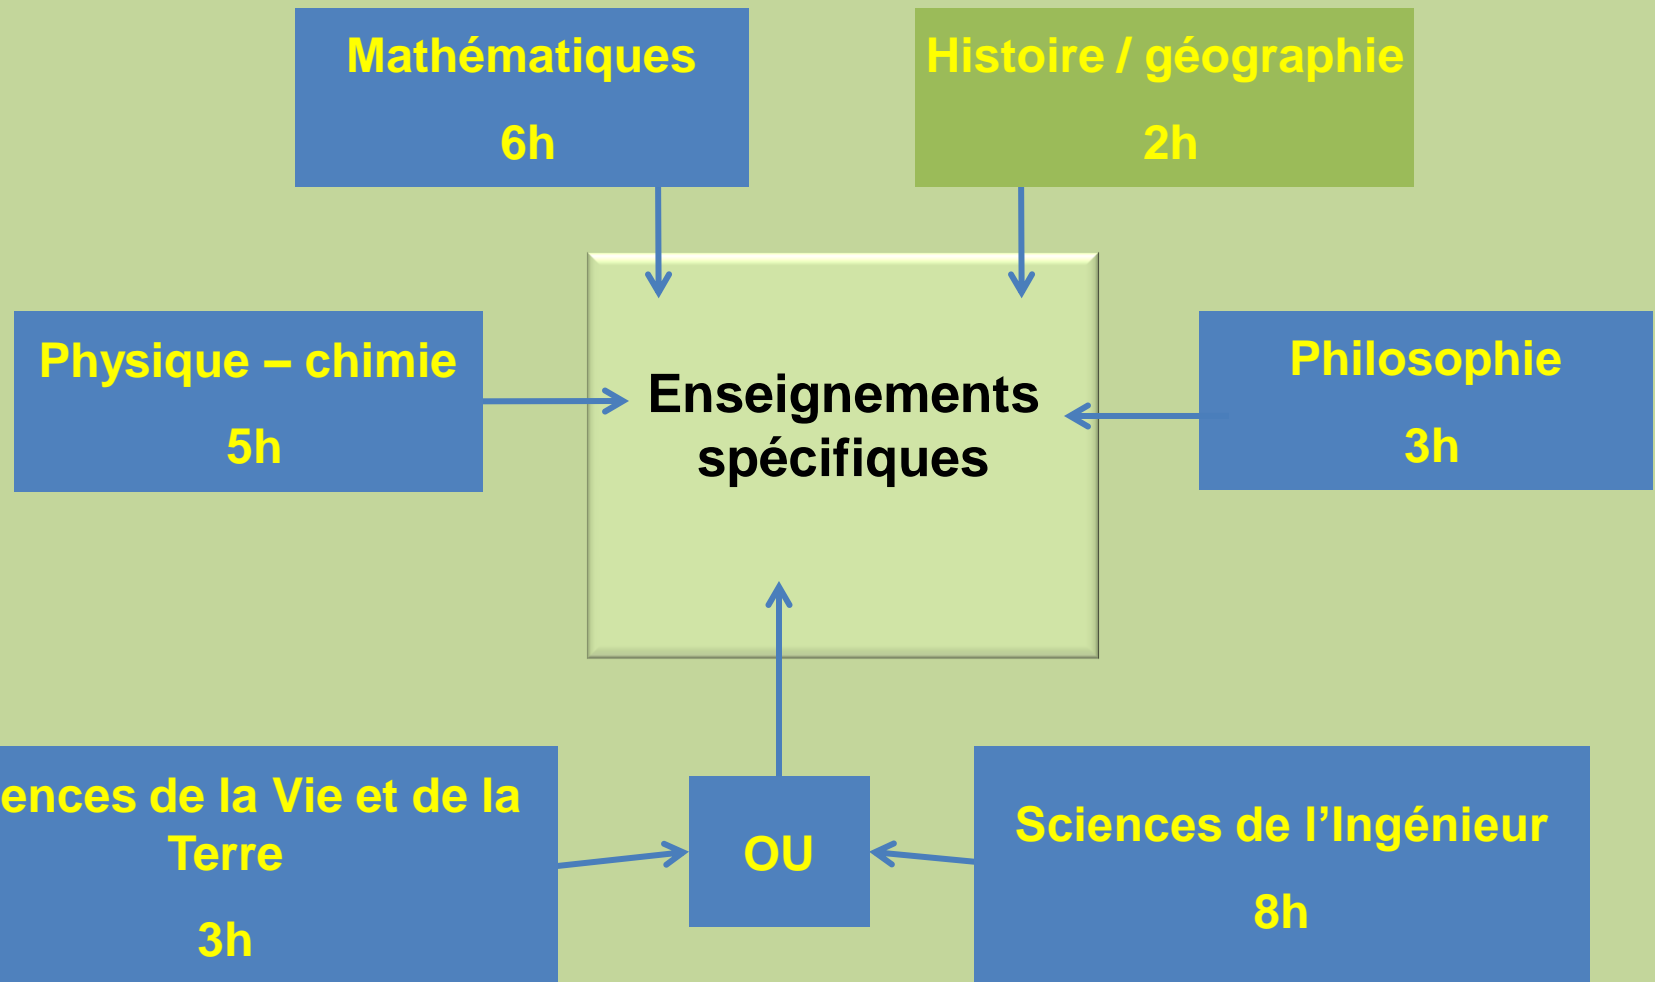 Mathématiques
6h
Histoire / géographie
2h
Physique – chimie
5h
Enseignements
spécifiques
Philosophie
3h
ences de la Vie et de la
Terre
3h
OU
Sciences de l’Ingénieur
8h